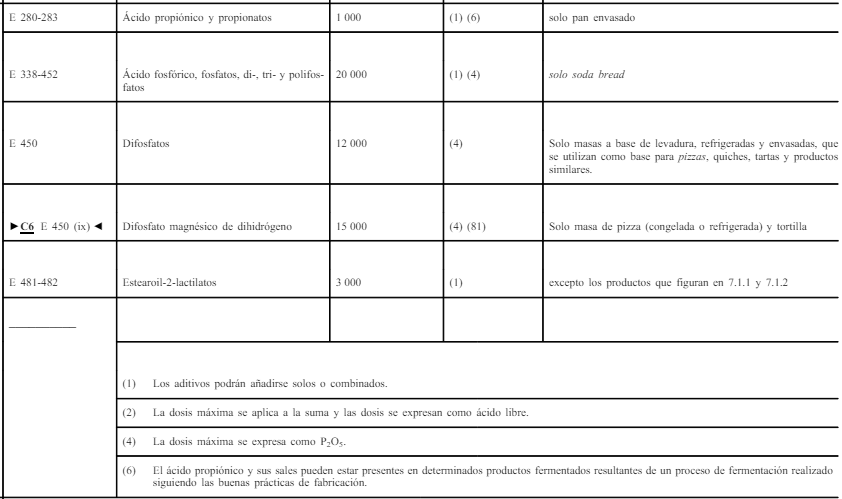 E 280-283 Ácido propiónico y propionatos 1 000 (1) (6) solo pan envasado
E 338-452 Ácido fosfórico, fosfatos, di-, tri- y polifos- 20 000 (1) (4) solo soda bread
fatos
E 450 Difosfatos 12 000 (4) Solo masas a base de levadura, refrigeradas y envasadas, que
se utilizan como base para pizzas, quiches, tartas y productos
similares.
►C6 E 450 (ix) ◄ Difosfato magnésico de dihidrógeno 15 000 (4) (81) Solo masa de pizza (congelada o refrigerada) y tortilla
E 481-482 Estearoil-2-lactilatos 3 000 (1) excepto los productos que figuran en 7.1.1 y 7.1.2
(1) Los aditivos podrán añadirse solos o combinados.
(2) La dosis máxima se aplica a la suma y las dosis se expresan como ácido libre.
(4) La dosis máxima se expresa como P₂O₅.
(6) El ácido propiónico y sus sales pueden estar presentes en determinados productos fermentados resultantes de un proceso de fermentación realizado
siguiendo las buenas prácticas de fabricación.